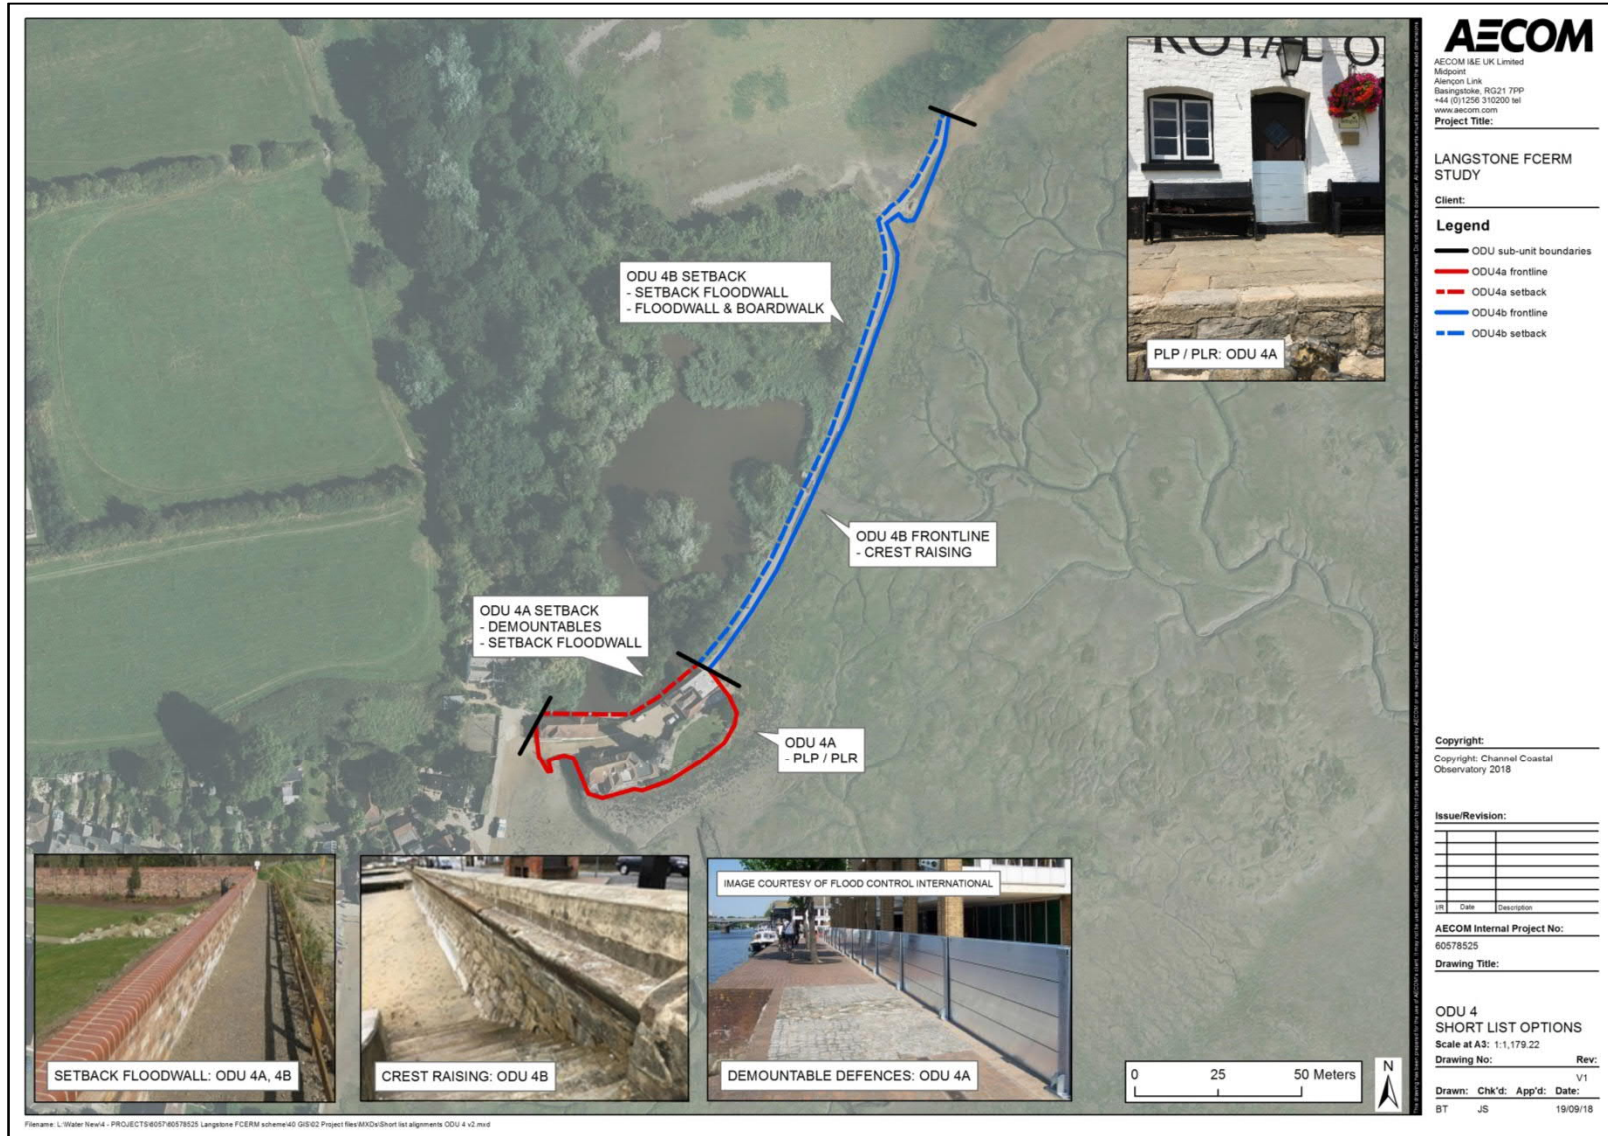 ROYAL O
PLP / PLR: ODU 4A
ODU 4B SETBACK
- SETBACK FLOODWALL
- FLOODWALL & BOARDWALK
ODU 4B FRONTLINE
- CREST RAISING
ODU 4A SETBACK
- DEMOUNTABLES
- SETBACK FLOODWALL
ODU 4A
- PLP / PLR
SETBACK FLOODWALL: ODU 4A, 4B
CREST RAISING: ODU 4B
IMAGE COURTESY OF FLOOD CONTROL INTERNATIONAL
DEMOUNTABLE DEFENCES: ODU 4A
0 25 50 Meters
N
AECOM
AECOM I&E UK Limited
Midpoint
Alençon Link
Basingstoke, RG21 7PP
+44 (0)1256 310200 tel
www.aecom.com
Project Title:
LANGSTONE FCERM
STUDY
Client:
Legend
ODU sub-unit boundaries
ODU4a frontline
ODU4a setback
ODU4b frontline
ODU4b setback
Copyright:
Copyright: Channel Coastal
Observatory 2018
Issue/Revision:
I/R Date Description
AECOM Internal Project No:
60578525
Drawing Title:
ODU 4
SHORT LIST OPTIONS
Scale at A3: 1:1,179.22
Drawing No: Rev:
V1
Drawn: Chk'd: App'd: Date:
BT JS 19/09/18